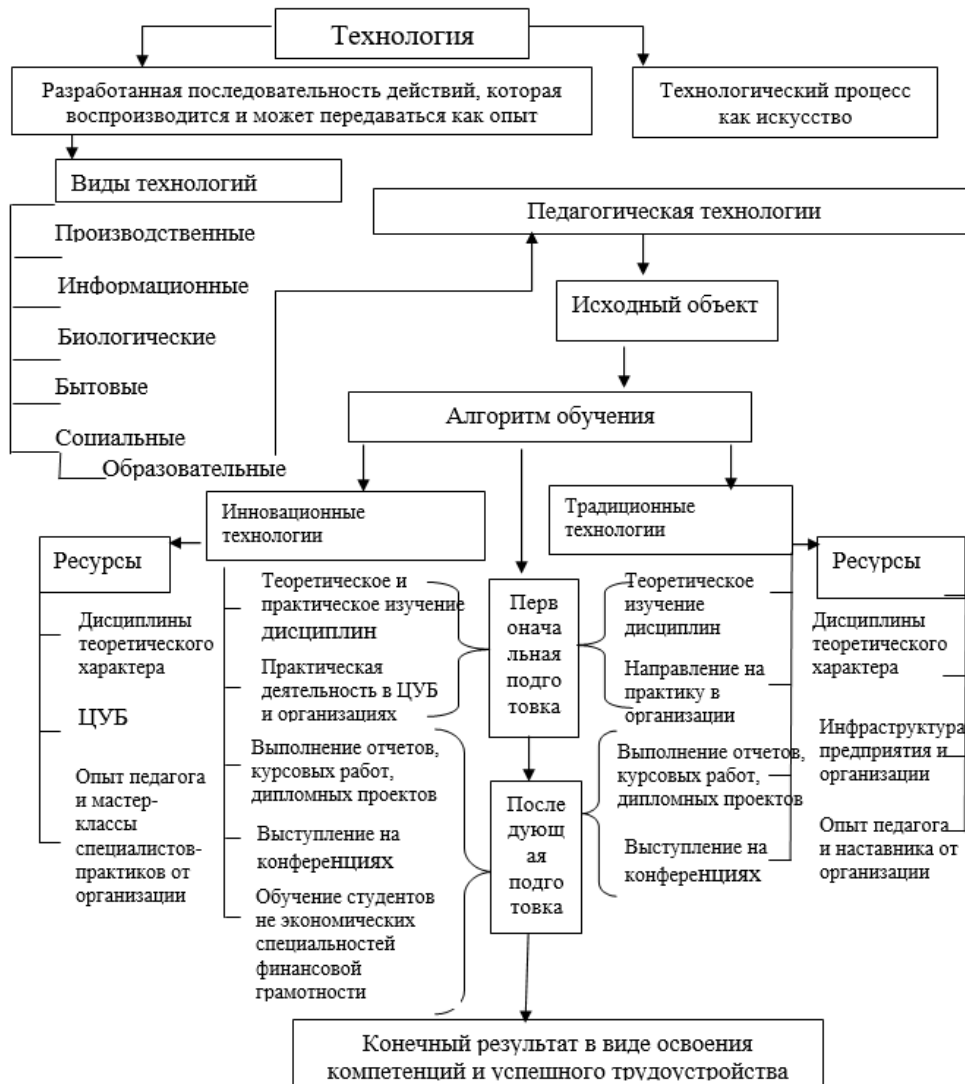 Технология
Разработанная последовательность действий, которая
воспроизводится и может передаваться как опыт
Технологический процесс
как искусство
Виды технологий
Производственные
Информационные
Биологические
Бытовые
Социальные
Образовательные
Педагогическая технологии
Исходный объект
Алгоритм обучения
Инновационные
технологии
Традиционные
технологии
Ресурсы
Дисциплины
теоретического
характера
ЦУБ
Опыт педагога
и мастер-
классы
специалистов-
практиков от
организации
Теоретическое и
практическое изучение
дисциплин
Практическая
деятельность в ЦУБ
и организациях
Выполнение отчетов,
курсовых работ,
дипломных проектов
Выступление на
конференциях
Обучение студентов
не экономических
специальностей
финансовой
грамотности
Перв
онача
льная
подго
товка
После
дующ
ая
подго
товка
Теоретическое
изучение
дисциплин
Направление на
практику в
организации
Выполнение отчетов,
курсовых работ,
дипломных проектов
Выступление на
конференциях
Ресурсы
Дисциплины
теоретического
характера
Инфраструктура
предприятия и
организации
Опыт педагога
и наставника от
организации
Конечный результат в виде освоения
компетенций и успешного трудоустройства